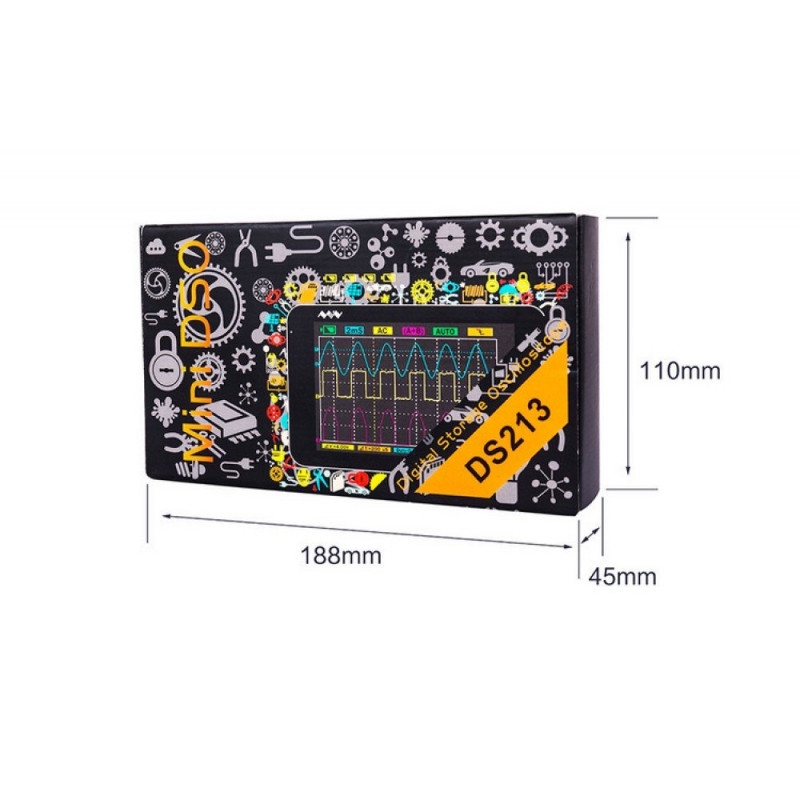 Mini DSO
2mS AC (A+B) AUTO
Digital Storage Oscilloscope
DS213
110mm
188mm
45mm